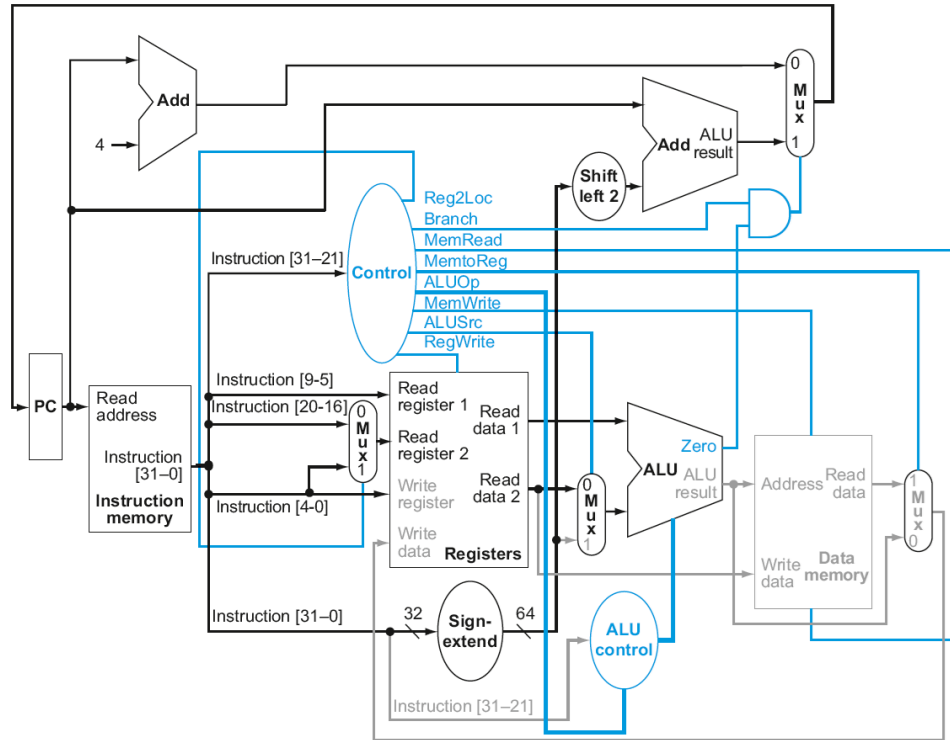 Add
4
0
Mux
1
Add
ALU
result
Shift
left 2
Reg2Loc
Branch
MemRead
MemtoReg
ALUOp
MemWrite
ALUSrc
RegWrite
Instruction [31–21]
Control
PC
Read
address
Instruction
[31–0]
Instruction
memory
Instruction [9-5]
Instruction [20-16]
Instruction [4-0]
0
Mux
1
Read
register 1
Read
register 2
Write
register
Write
data
Read
data 1
Read
data 2
Registers
0
Mux
1
Zero
ALU
ALU
result
Address
Read
data
Write
data
Data
memory
1
Mux
0
Instruction [31–0]
32
Sign-
extend
64
ALU
control
Instruction [31–21]